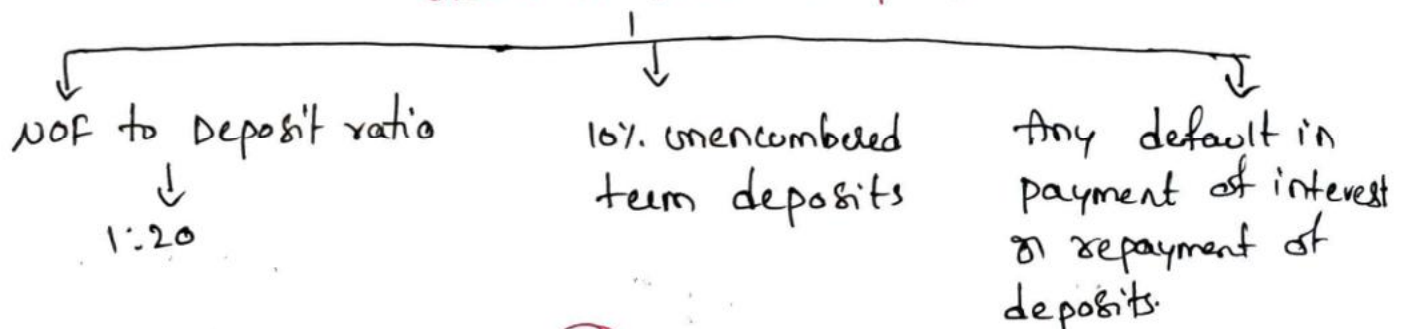 NOF to Deposit ratio
1:20
10% unencumbered
term deposits
Any default in
payment of interest
or repayment of
deposits.